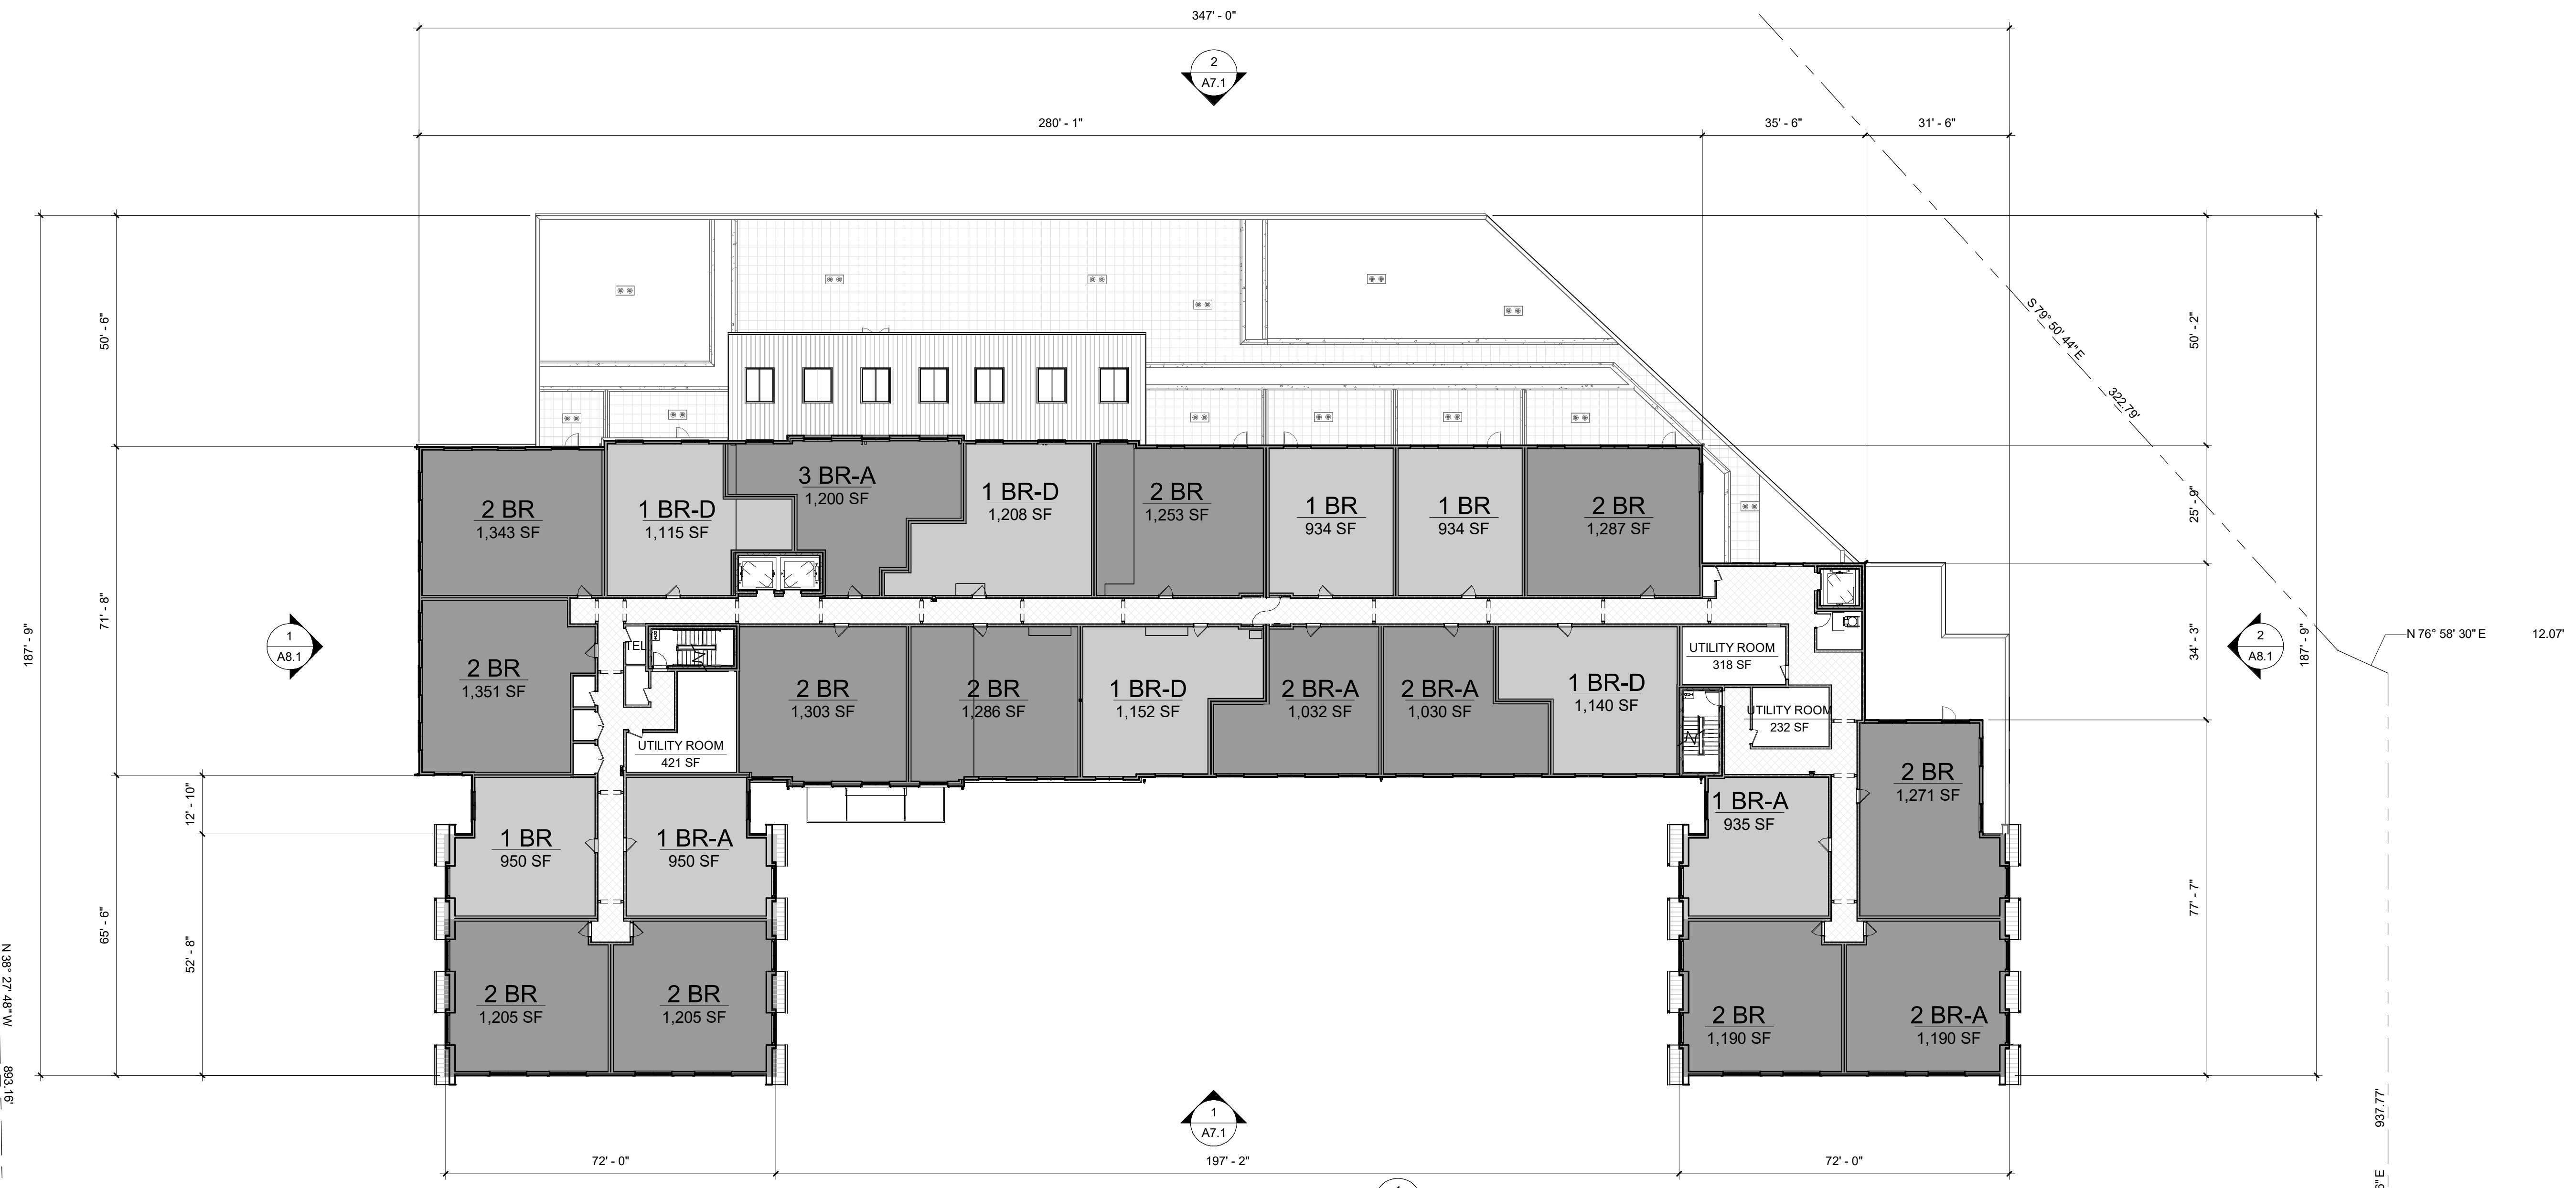 347' - 0"
2
A7.1
280' - 1"
35' - 6"
31' - 6"
50' - 6"
50' - 2"
S 79° 50' 44" E
322.79'
3 BR-A
1,200 SF
2 BR
1,343 SF
1 BR-D
1,115 SF
1 BR-D
1,208 SF
2 BR
1,253 SF
1 BR
934 SF
1 BR
934 SF
2 BR
1,287 SF
25' - 9"
187' - 9"
71' - 8"
1
A8.1
2 BR
1,351 SF
TEL
2 BR
1,303 SF
2 BR
1,286 SF
1 BR-D
1,152 SF
2 BR-A
1,032 SF
2 BR-A
1,030 SF
1 BR-D
1,140 SF
UTILITY ROOM
318 SF
UTILITY ROOM
232 SF
UTILITY ROOM
421 SF
34' - 3"
2
A8.1
187' - 9"
N 76° 58' 30" E
12.07'
12' - 10"
1 BR
950 SF
1 BR-A
950 SF
1 BR-A
935 SF
2 BR
1,271 SF
65' - 6"
52' - 8"
77' - 7"
N 38° 27' 48" W
893.16'
2 BR
1,205 SF
2 BR
1,205 SF
2 BR
1,190 SF
2 BR-A
1,190 SF
1
A7.1
937.77'
72' - 0"
197' - 2"
72' - 0"